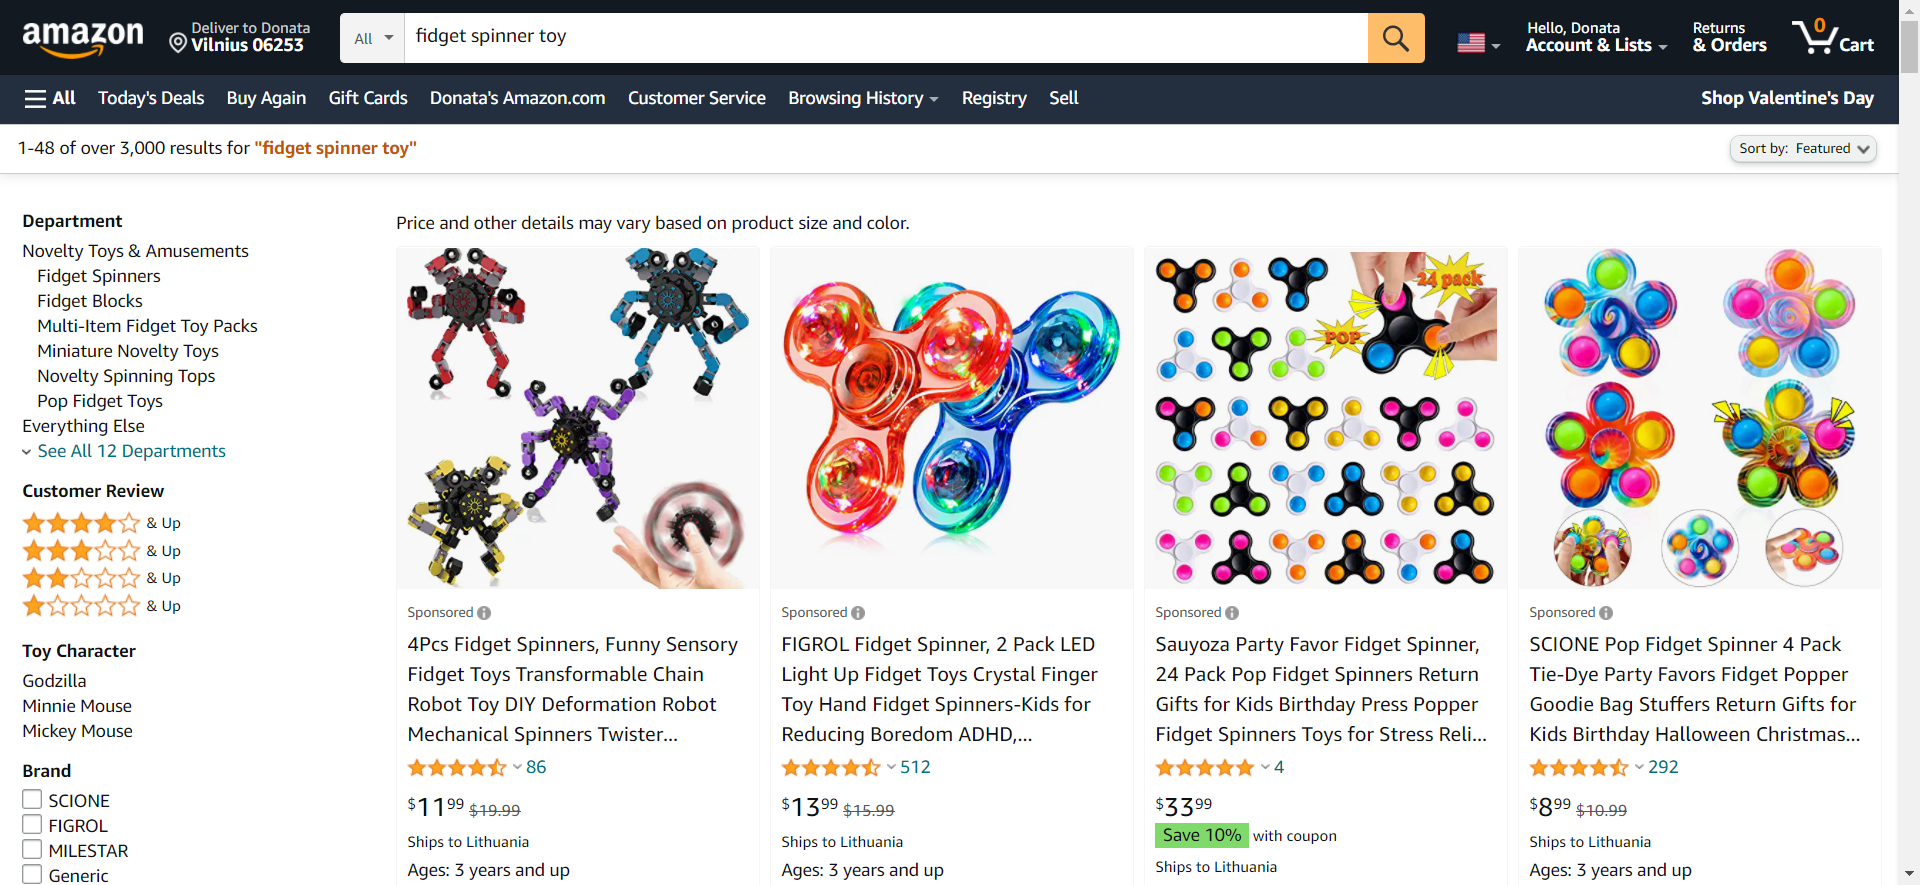 amazon
Deliver to Donata
Vilnius 06253
All
fidget spinner toy
Hello, Donata
Account & Lists
Returns
& Orders
0
Cart
All
Today's Deals
Buy Again
Gift Cards
Donata's Amazon.com
Customer Service
Browsing History
Registry
Sell
Shop Valentine's Day
1-48 of over 3,000 results for "fidget spinner toy"
Sort by: Featured
Department
Novelty Toys & Amusements
Fidget Spinners
Fidget Blocks
Multi-Item Fidget Toy Packs
Miniature Novelty Toys
Novelty Spinning Tops
Pop Fidget Toys
Everything Else
See All 12 Departments
Customer Review
& Up
& Up
& Up
& Up
Toy Character
Godzilla
Minnie Mouse
Mickey Mouse
Brand
SCIONE
FIGROL
MILESTAR
Generic
Price and other details may vary based on product size and color.
Sponsored
4Pcs Fidget Spinners, Funny Sensory
Fidget Toys Transformable Chain
Robot Toy DIY Deformation Robot
Mechanical Spinners Twister...
86
$11.99 $19.99
Ships to Lithuania
Ages: 3 years and up
Sponsored
FIGROL Fidget Spinner, 2 Pack LED
Light Up Fidget Toys Crystal Finger
Toy Hand Fidget Spinners-Kids for
Reducing Boredom ADHD,...
512
$13.99 $15.99
Ships to Lithuania
Ages: 3 years and up
24 pack
POP
Sponsored
Sauyoza Party Favor Fidget Spinner,
24 Pack Pop Fidget Spinners Return
Gifts for Kids Birthday Press Popper
Fidget Spinners Toys for Stress Reli...
4
$33.99
Save 10% with coupon
Ships to Lithuania
Sponsored
SCIONE Pop Fidget Spinner 4 Pack
Tie-Dye Party Favors Fidget Popper
Goodie Bag Stuffers Return Gifts for
Kids Birthday Halloween Christmas...
292
$8.99 $10.99
Ships to Lithuania
Ages: 3 years and up